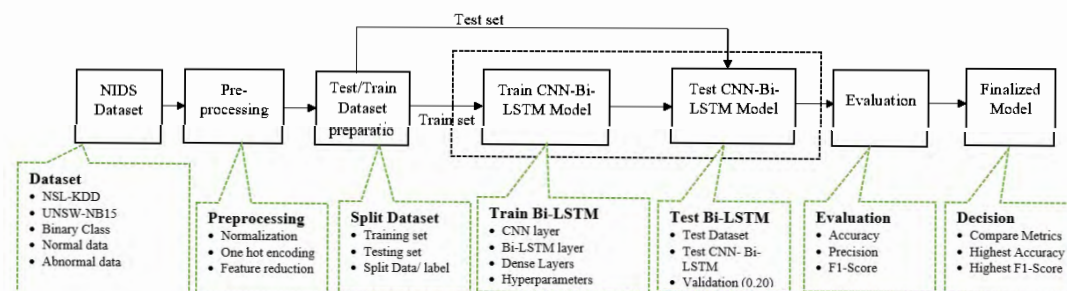 Test set
NIDS
Dataset
Pre-
processing
Test/Train
Dataset
preparatio
Train set
Train CNN-Bi-
LSTM Model
Test CNN-Bi-
LSTM Model
Evaluation
Finalized
Model
Dataset
• NSL-KDD
• UNSW-NB15
• Binary Class
• Normal data
• Abnormal data
Preprocessing
• Normalization
• One hot encoding
• Feature reduction
Split Dataset
• Training set
• Testing set
• Split Data/ label
Train Bi-LSTM
• CNN layer
• Bi-LSTM layer
• Dense Layers
• Hyperparameters
Test Bi-LSTM
• Test Dataset
• Test CNN- Bi-
LSTM
• Validation (0.20)
Evaluation
• Accuracy
• Precision
• F1-Score
Decision
• Compare Metrics
• Highest Accuracy
• Highest F1-Score